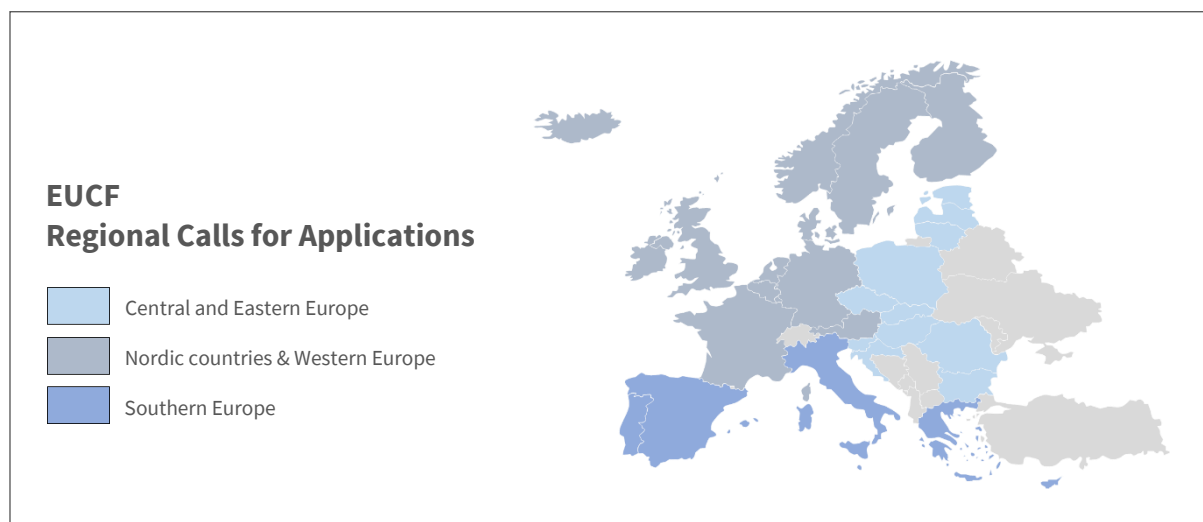 EUCF
Regional Calls for Applications
Central and Eastern Europe
Nordic countries & Western Europe
Southern Europe